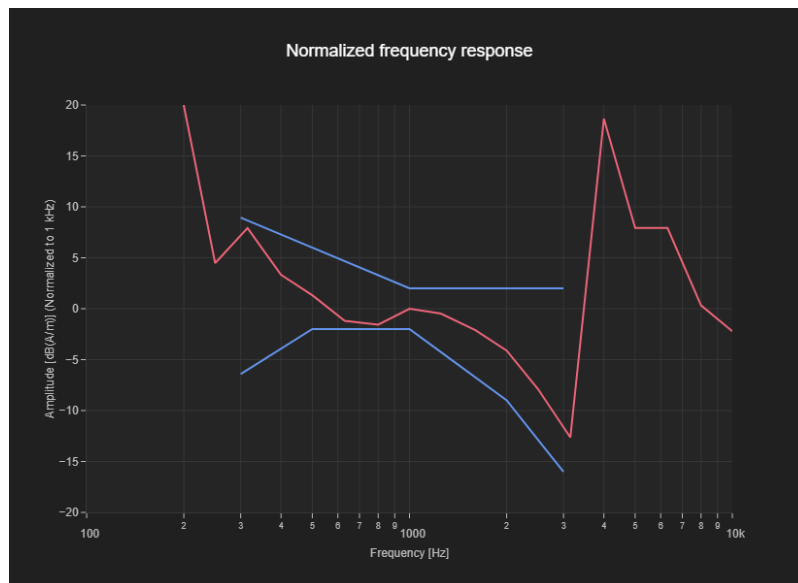 Normalized frequency response
Amplitude [dB(A/m)] (Normalized to 1 kHz)
20
15
10
5
0
−5
−10
−15
−20
100 2 3 4 5 6 7 8 9 1000 2 3 4 5 6 7 8 9 10k
Frequency [Hz]